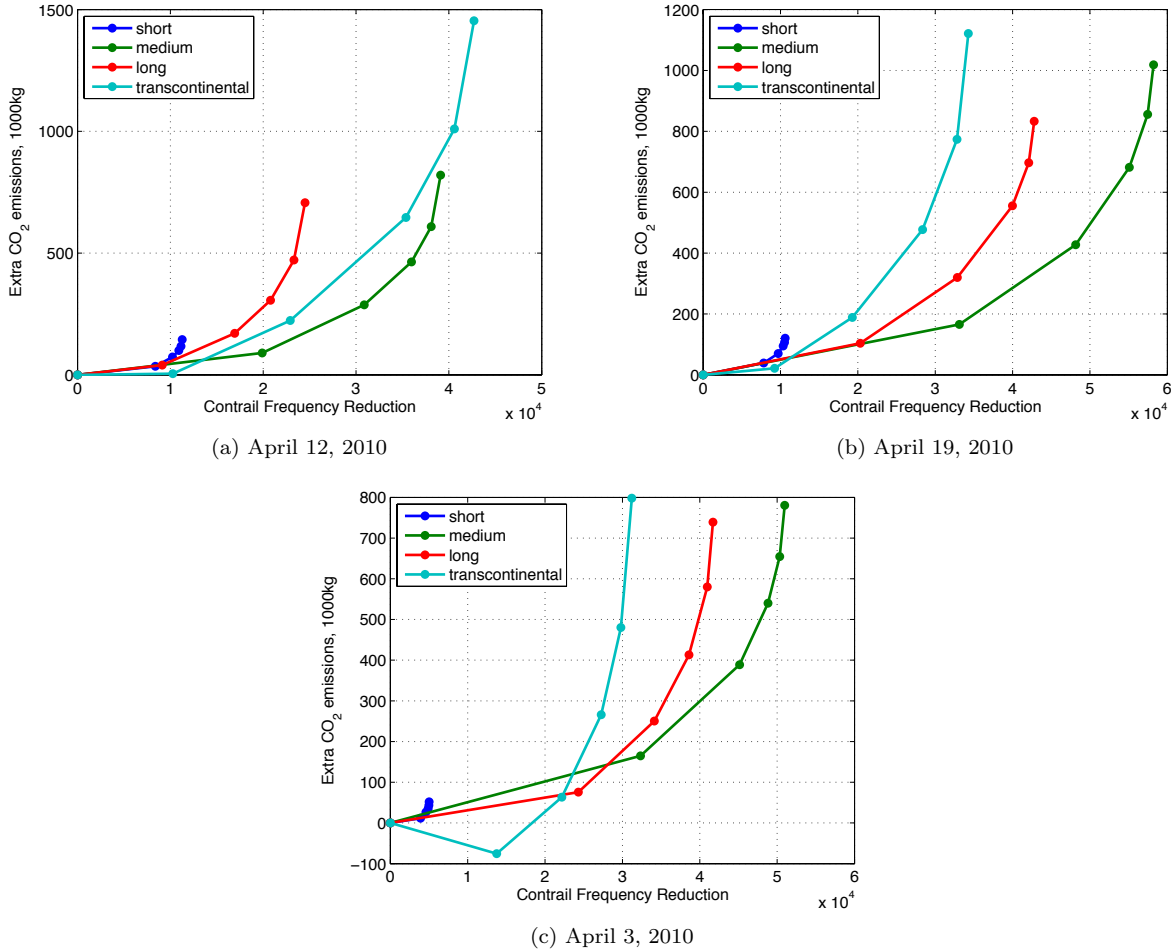 1500
1000
500
0
Extra CO2 emissions, 1000kg
short
medium
long
transcontinental
0 1 2 3 4 5
x 10^4
Contrail Frequency Reduction
(a) April 12, 2010
1200
1000
800
600
400
200
0
Extra CO2 emissions, 1000kg
short
medium
long
transcontinental
0 1 2 3 4 5 6
x 10^4
Contrail Frequency Reduction
(b) April 19, 2010
800
700
600
500
400
300
200
100
0
−100
Extra CO2 emissions, 1000kg
short
medium
long
transcontinental
0 1 2 3 4 5 6
x 10^4
Contrail Frequency Reduction
(c) April 3, 2010